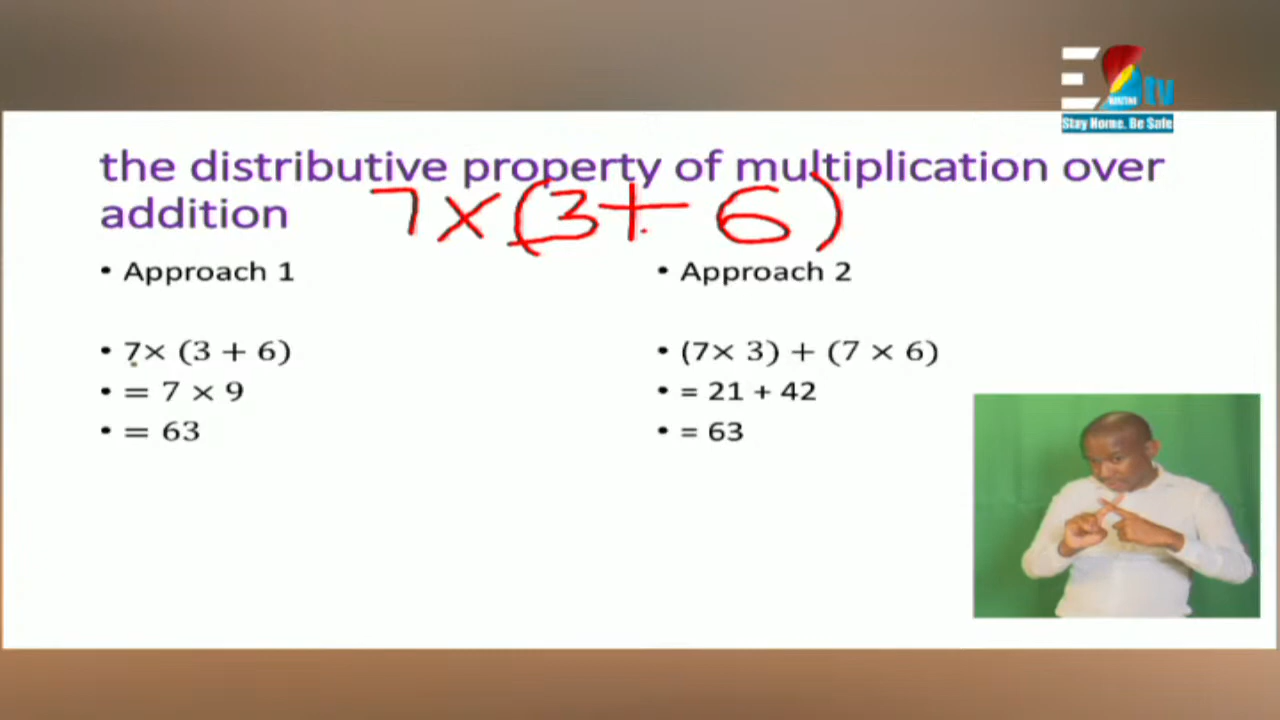 E tv
Stay Home. Be Safe
the distributive property of multiplication over
addition
7×(3+6)
• Approach 1
• 7× (3 + 6)
• = 7 × 9
• = 63
• Approach 2
• (7× 3) + (7 × 6)
• = 21 + 42
• = 63